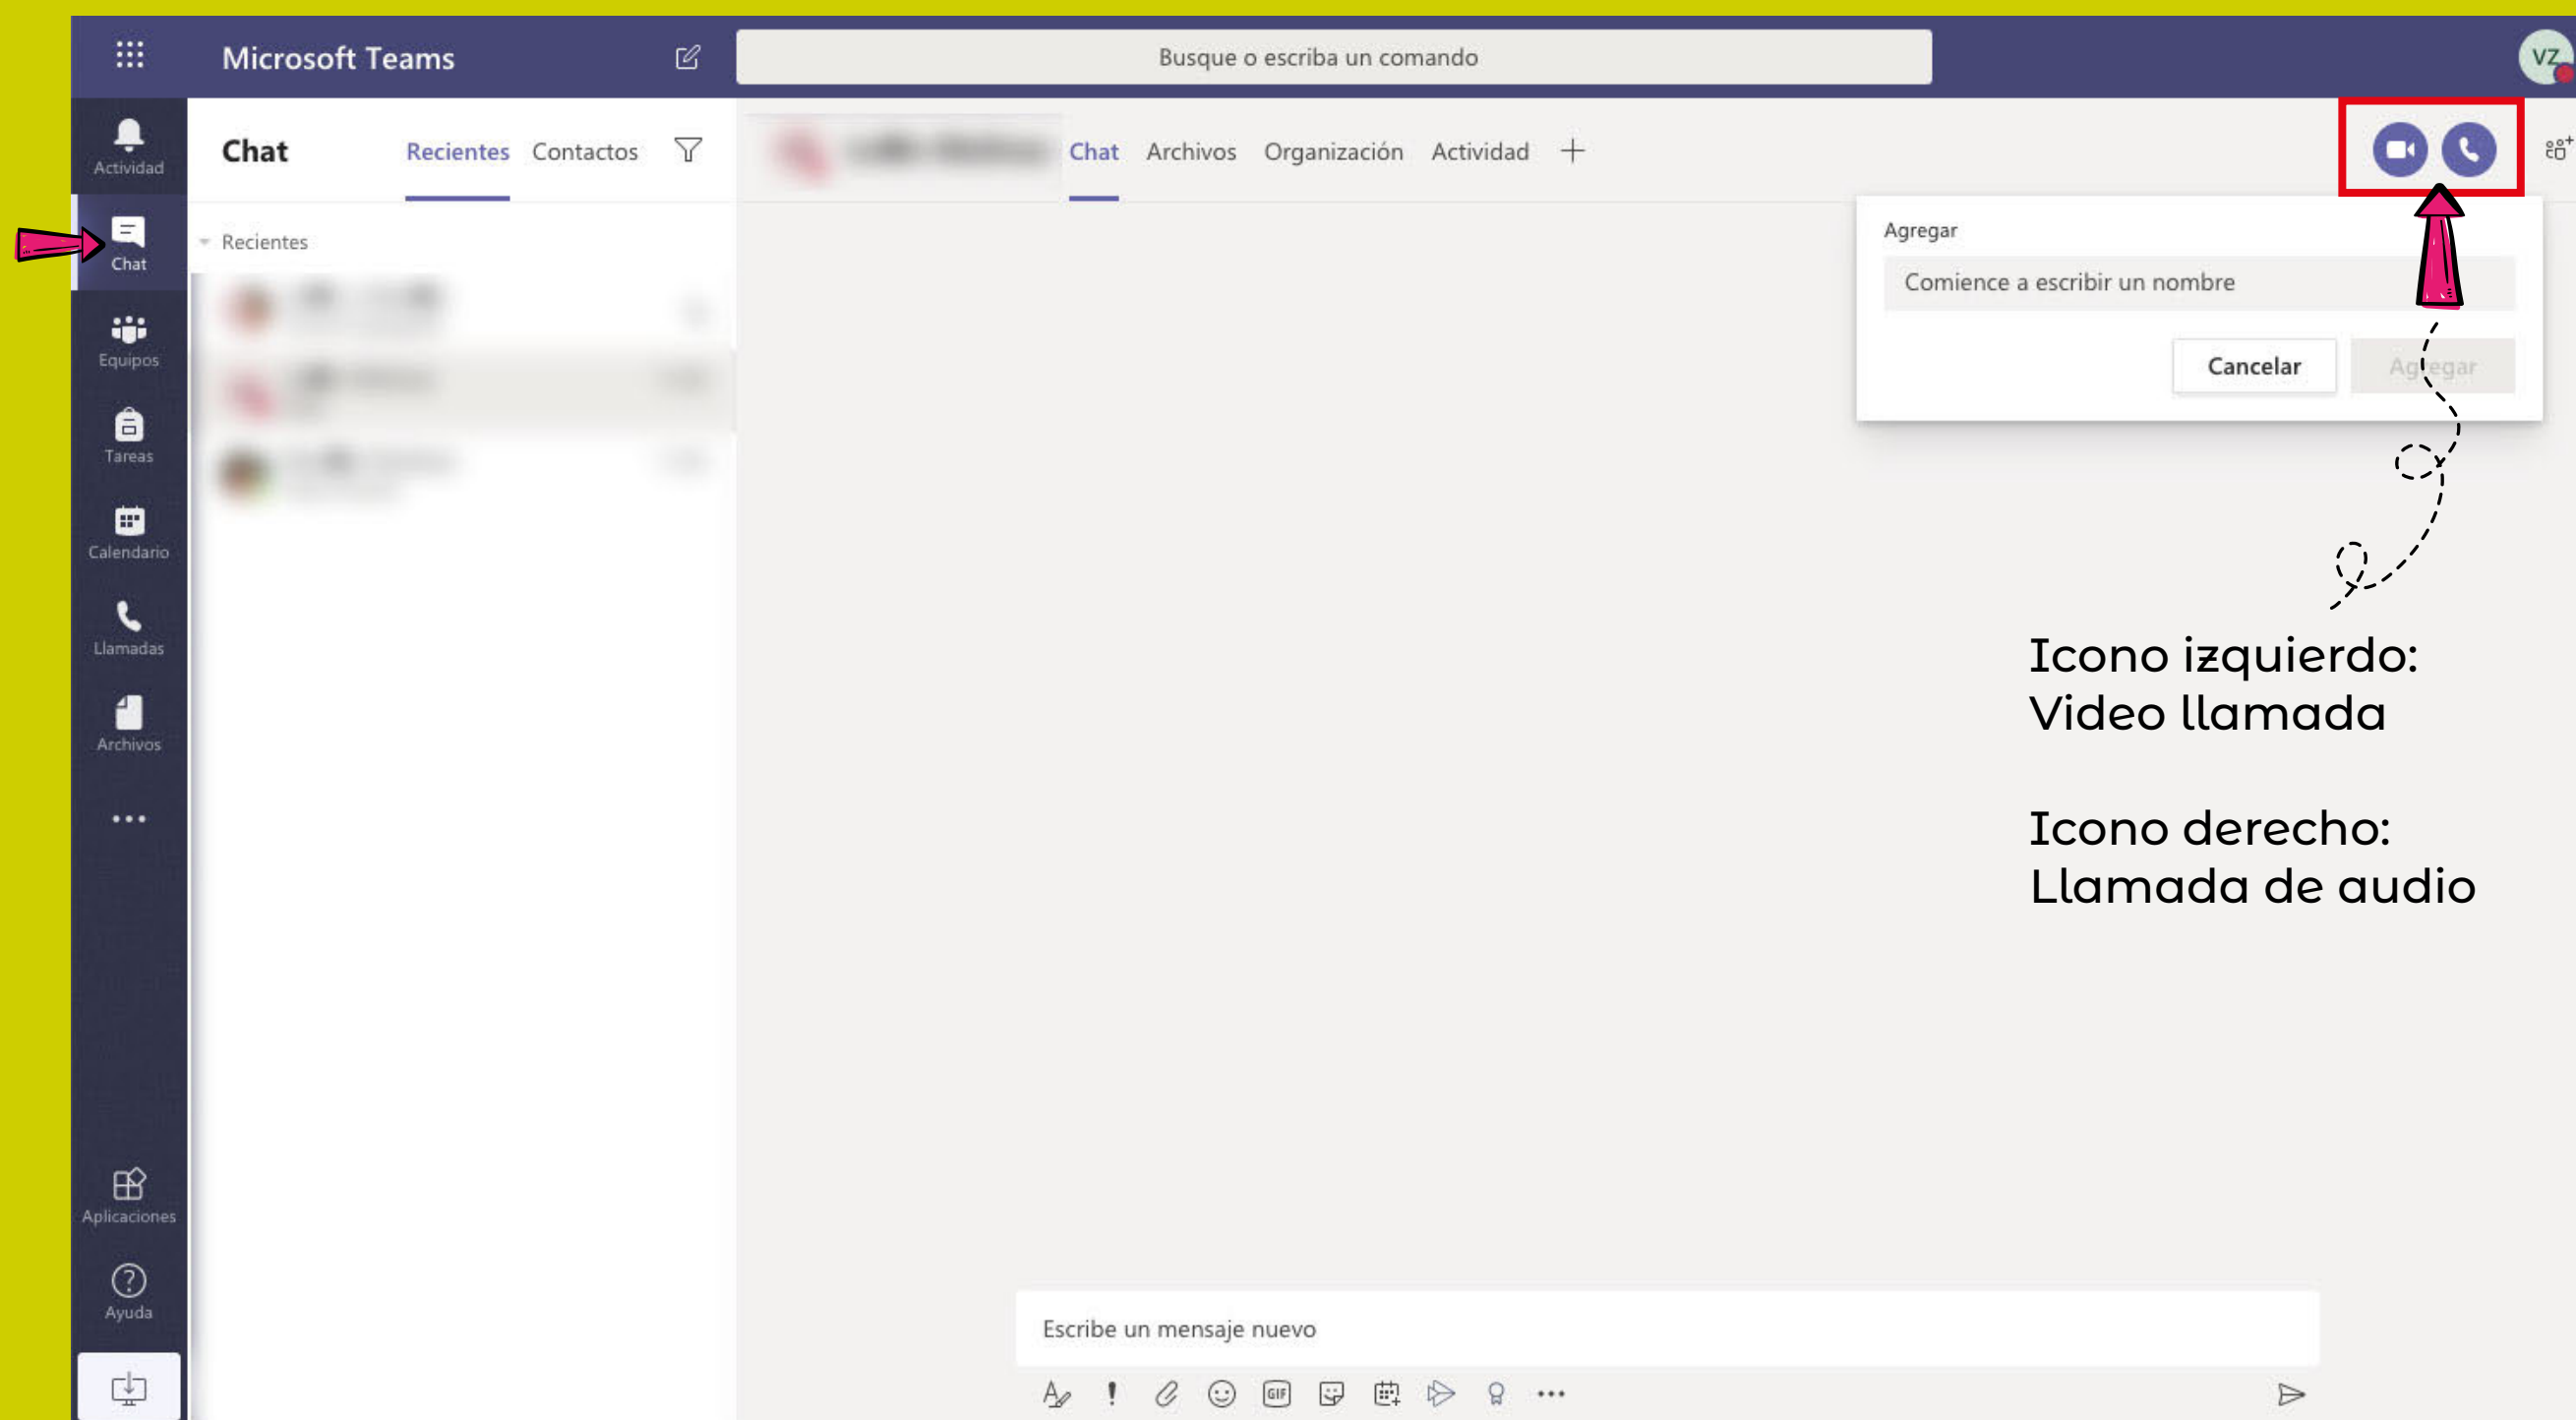 Microsoft Teams
Busque o escriba un comando
VZ
Actividad
Chat
Equipos
Tareas
Calendario
Llamadas
Archivos
Aplicaciones
Ayuda
Chat
Recientes Contactos
Recientes
Chat Archivos Organización Actividad
Agregar
Comience a escribir un nombre
Cancelar
Agregar
Icono izquierdo:
Video llamada
Icono derecho:
Llamada de audio
Escribe un mensaje nuevo
GIF